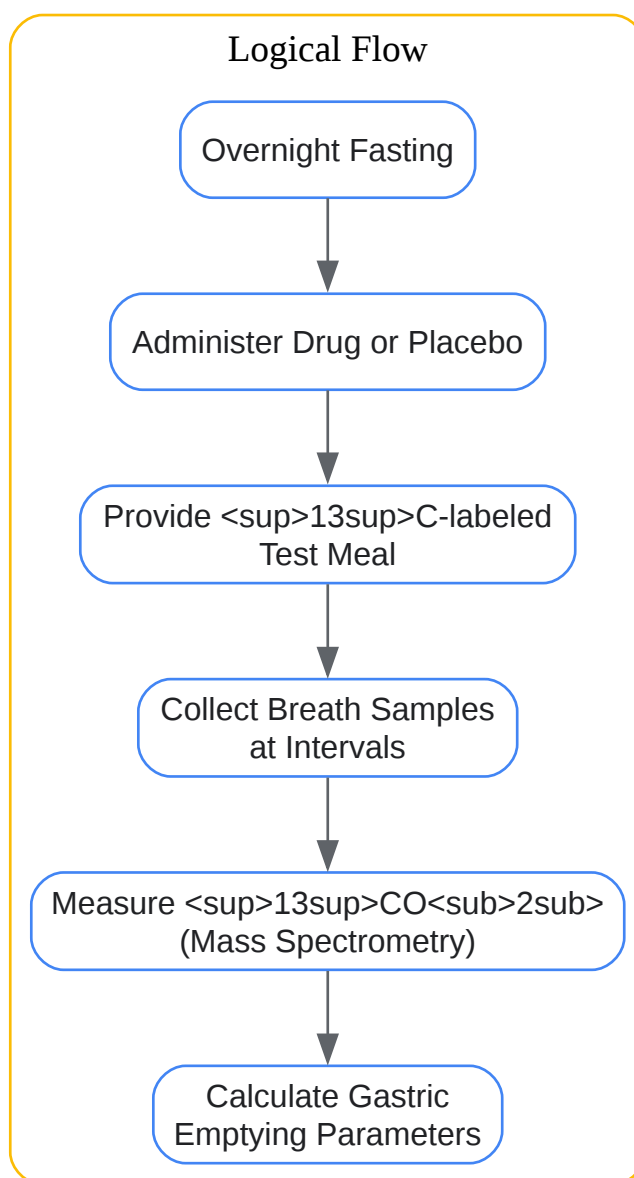 Logical Flow
Overnight Fasting
Administer Drug or Placebo
Provide <sup>13sup>C-labeled
Test Meal
Collect Breath Samples
at Intervals
Measure <sup>13sup>CO<sub>2sub>
(Mass Spectrometry)
Calculate Gastric
Emptying Parameters